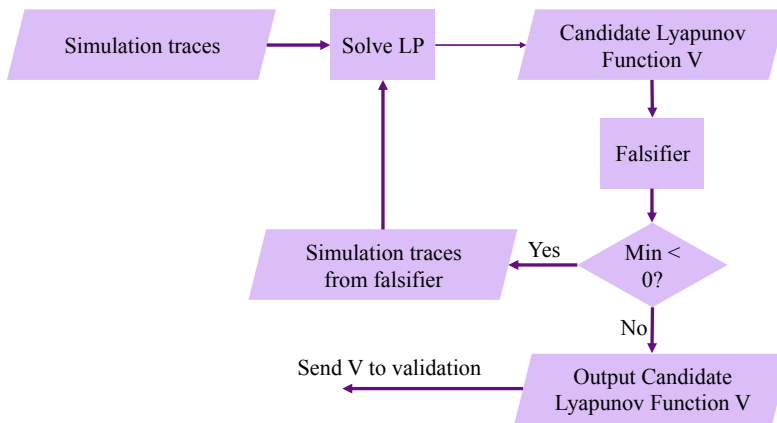 Simulation traces
Solve LP
Candidate Lyapunov
Function V
Falsifier
Min <
0?
Yes
Simulation traces
from falsifier
No
Output Candidate
Lyapunov Function V
Send V to validation